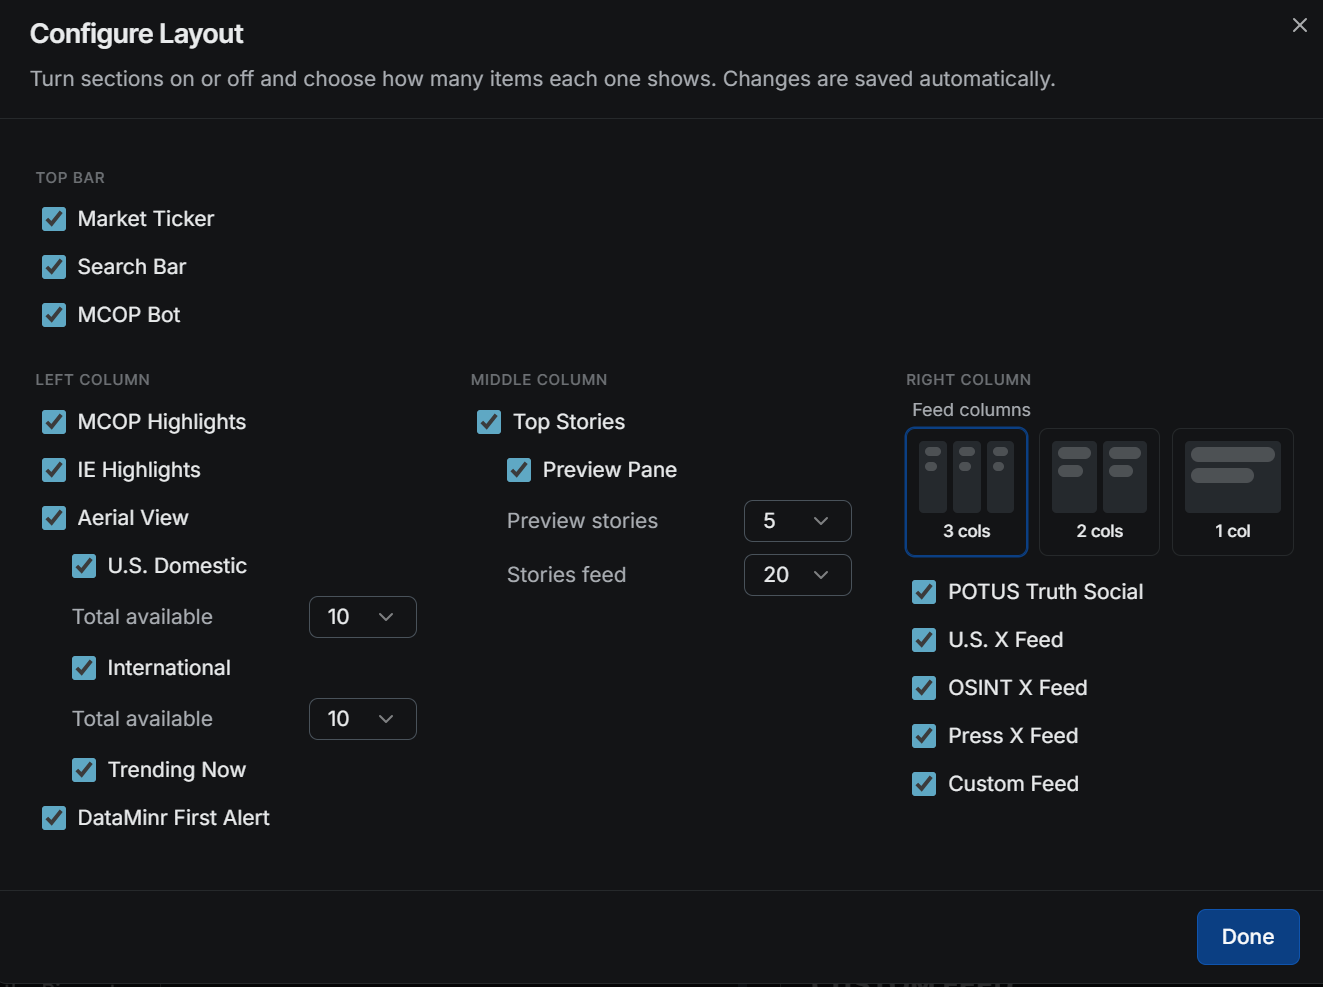 Configure Layout
Turn sections on or off and choose how many items each one shows. Changes are saved automatically.
TOP BAR
Market Ticker
Search Bar
MCOP Bot
LEFT COLUMN
MCOP Highlights
IE Highlights
Aerial View
U.S. Domestic
Total available 10
International
Total available 10
Trending Now
DataMinr First Alert
MIDDLE COLUMN
Top Stories
Preview Pane
Preview stories 5
Stories feed 20
RIGHT COLUMN
Feed columns
3 cols 2 cols 1 col
POTUS Truth Social
U.S. X Feed
OSINT X Feed
Press X Feed
Custom Feed
Done